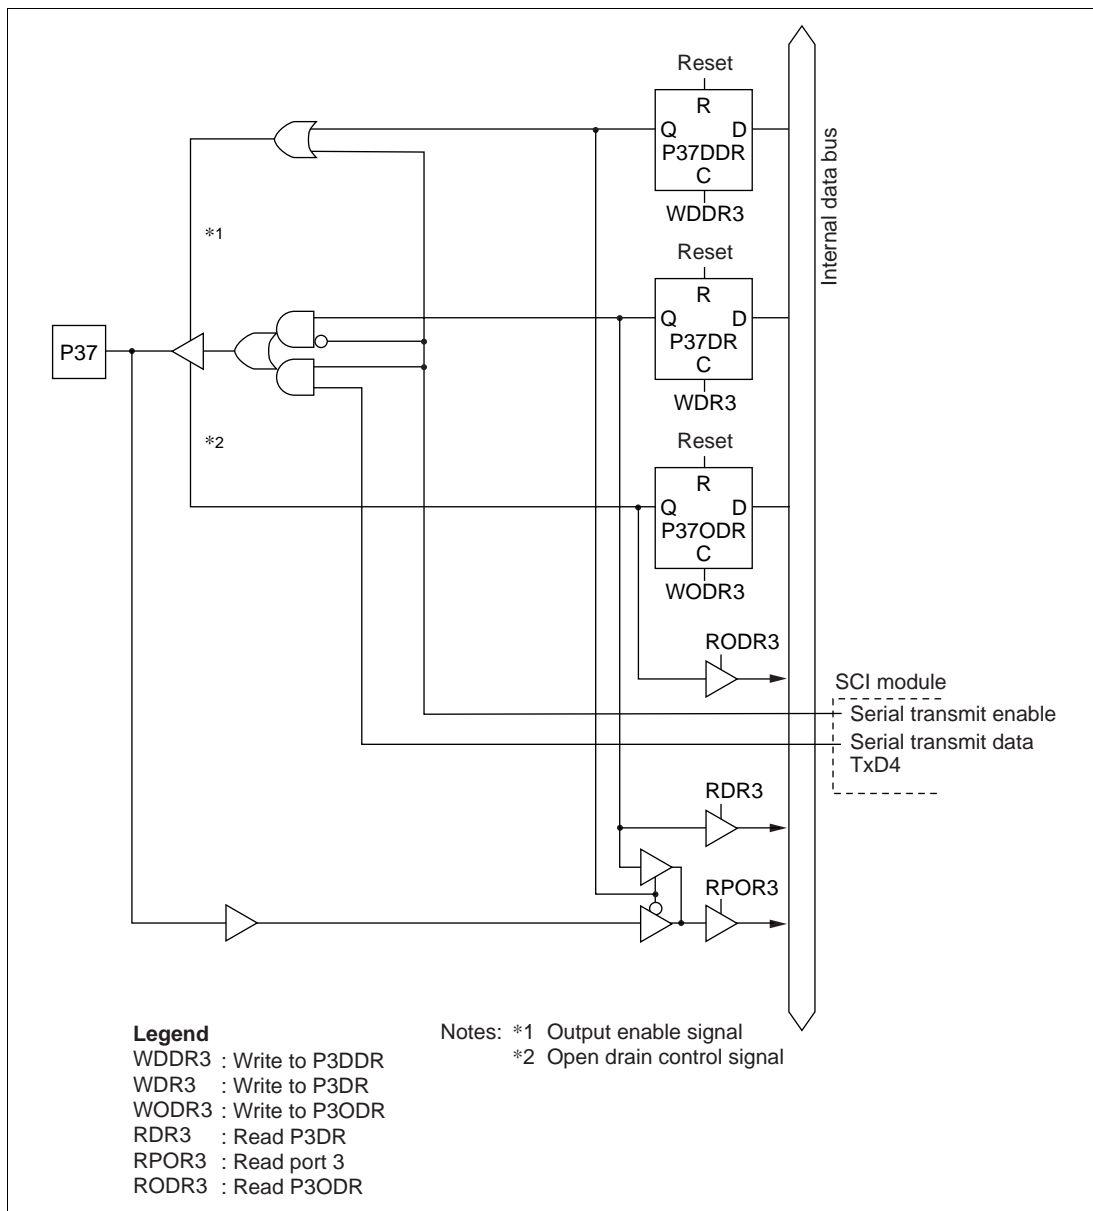 Reset
R
Q D
P37DDR
C
WDDR3
Internal data bus
*1
Reset
R
Q D
P37DR
C
WDR3
P37
*2
Reset
R
Q D
P37ODR
C
WODR3
RODR3
SCI module
Serial transmit enable
Serial transmit data
TxD4
RDR3
RPOR3
Legend
WDDR3 : Write to P3DDR
WDR3 : Write to P3DR
WODR3 : Write to P3ODR
RDR3 : Read P3DR
RPOR3 : Read port 3
RODR3 : Read P3ODR
Notes: *1 Output enable signal
*2 Open drain control signal